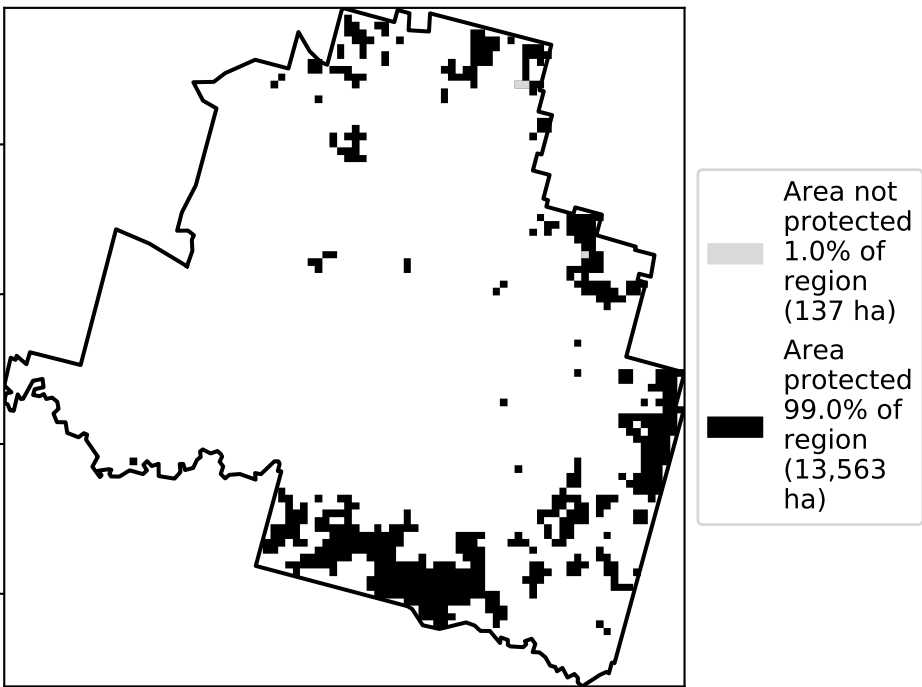 Area not
protected
1.0% of
region
(137 ha)
Area
protected
99.0% of
region
(13,563
ha)